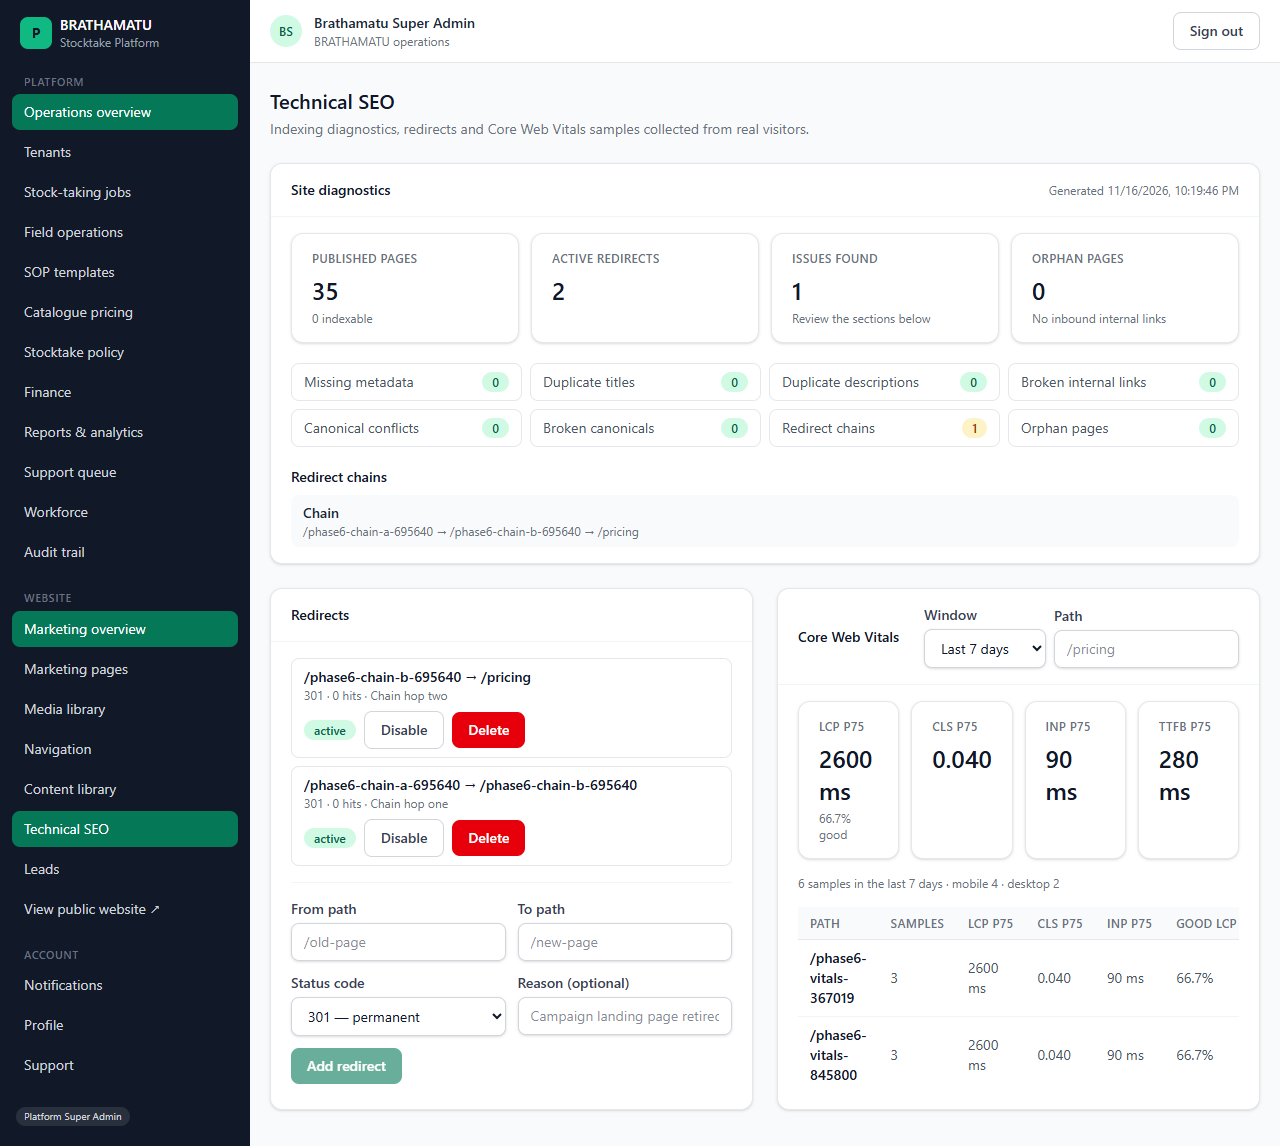 P
BRATHAMATU
Stocktake Platform
PLATFORM
Operations overview
Tenants
Stock-taking jobs
Field operations
SOP templates
Catalogue pricing
Stocktake policy
Finance
Reports & analytics
Support queue
Workforce
Audit trail
WEBSITE
Marketing overview
Marketing pages
Media library
Navigation
Content library
Technical SEO
Leads
View public website ↗
ACCOUNT
Notifications
Profile
Support
Platform Super Admin
BS
Brathamatu Super Admin
BRATHAMATU operations
Sign out
Technical SEO
Indexing diagnostics, redirects and Core Web Vitals samples collected from real visitors.
Site diagnostics
Generated 11/16/2026, 10:19:46 PM
PUBLISHED PAGES
35
0 indexable
ACTIVE REDIRECTS
2
ISSUES FOUND
1
Review the sections below
ORPHAN PAGES
0
No inbound internal links
Missing metadata 0
Duplicate titles 0
Duplicate descriptions 0
Broken internal links 0
Canonical conflicts 0
Broken canonicals 0
Redirect chains 1
Orphan pages 0
Redirect chains
Chain
/phase6-chain-a-695640 → /phase6-chain-b-695640 → /pricing
Redirects
/phase6-chain-b-695640 → /pricing
301 · 0 hits · Chain hop two
active Disable Delete
/phase6-chain-a-695640 → /phase6-chain-b-695640
301 · 0 hits · Chain hop one
active Disable Delete
From path
/old-page
To path
/new-page
Status code
301 — permanent
Reason (optional)
Campaign landing page retirec
Add redirect
Core Web Vitals
Window
Last 7 days
Path
/pricing
LCP P75
2600
ms
66.7%
good
CLS P75
0.040
INP P75
90
ms
TTFB P75
280
ms
6 samples in the last 7 days · mobile 4 · desktop 2
PATH SAMPLES LCP P75 CLS P75 INP P75 GOOD LCP
/phase6-
vitals-
367019
3
2600
ms
0.040
90 ms
66.7%
/phase6-
vitals-
845800
3
2600
ms
0.040
90 ms
66.7%